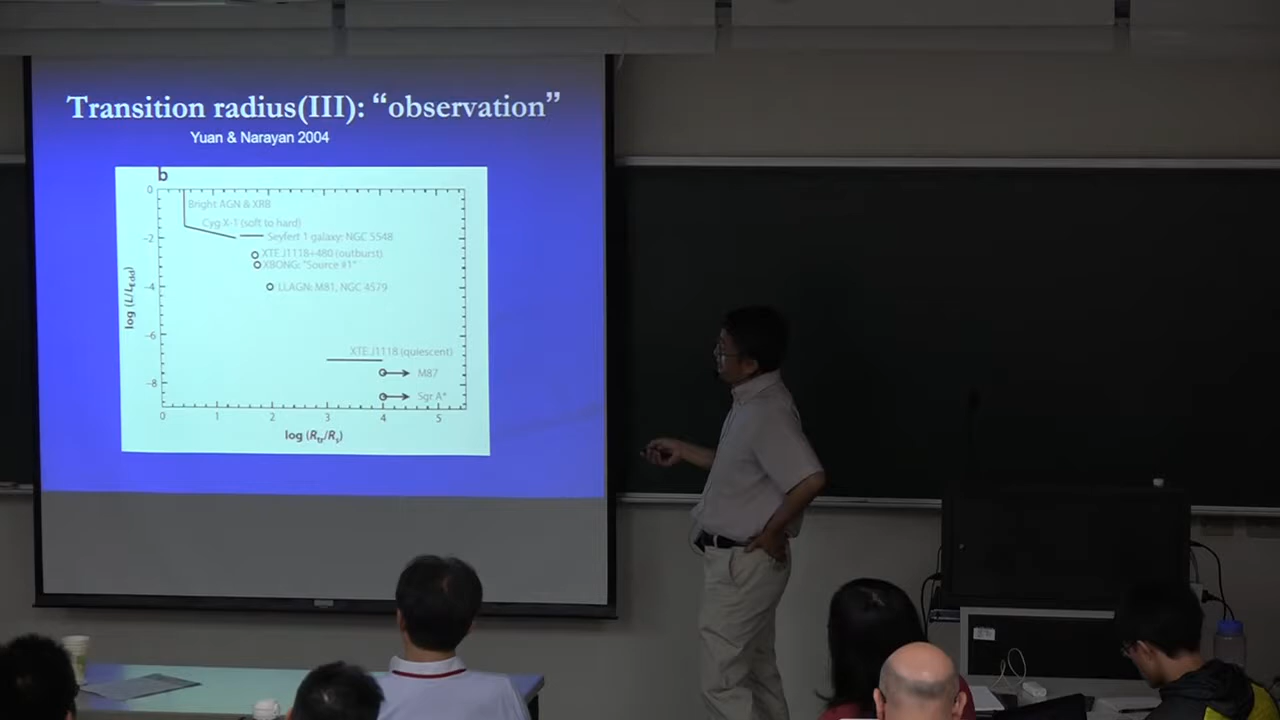 Transition radius(III): “observation”
Yuan & Narayan 2004
b
Bright AGN & XRB
Cyg X-1 (soft to hard)
Seyfert 1 galaxy: NGC 5548
XTE J1118+480 (outburst)
XBONG: "Source #1"
LLAGN: M81, NGC 4579
XTE J1118 (quiescent)
M87
Sgr A*
0
-2
-4
-6
-8
log (L/LEdd)
0 1 2 3 4 5
log (Rtr/Rs)